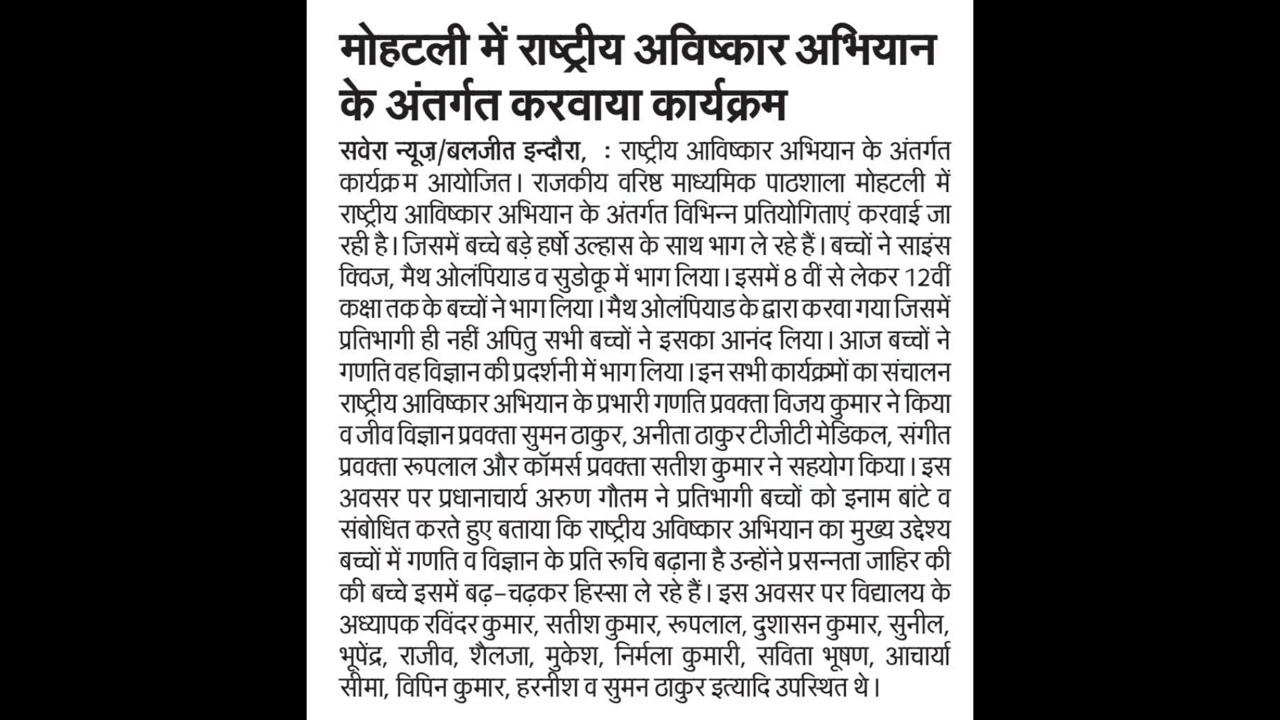 मोहटली में राष्ट्रीय अविष्कार अभियान
के अंतर्गत करवाया कार्यक्रम
सवेरा न्यूज़/बलजीत इन्दौरा, : राष्ट्रीय आविष्कार अभियान के अंतर्गत
कार्यक्रम आयोजित। राजकीय वरिष्ठ माध्यमिक पाठशाला मोहटली में
राष्ट्रीय आविष्कार अभियान के अंतर्गत विभिन्न प्रतियोगिताएं करवाई जा
रही है। जिसमें बच्चे बड़े हर्षो उल्हास के साथ भाग ले रहे हैं। बच्चों ने साइंस
क्विज, मैथ ओलंपियाड व सुडोकू में भाग लिया। इसमें 8 वीं से लेकर 12वीं
कक्षा तक के बच्चों ने भाग लिया। मैथ ओलंपियाड के द्वारा करवा गया जिसमें
प्रतिभागी ही नहीं अपितु सभी बच्चों ने इसका आनंद लिया। आज बच्चों ने
गणति वह विज्ञान की प्रदर्शनी में भाग लिया। इन सभी कार्यक्रमों का संचालन
राष्ट्रीय आविष्कार अभियान के प्रभारी गणति प्रवक्ता विजय कुमार ने किया
व जीव विज्ञान प्रवक्ता सुमन ठाकुर, अनीता ठाकुर टीजीटी मेडिकल, संगीत
प्रवक्ता रूपलाल और कॉमर्स प्रवक्ता सतीश कुमार ने सहयोग किया। इस
अवसर पर प्रधानाचार्य अरुण गौतम ने प्रतिभागी बच्चों को इनाम बांटे व
संबोधित करते हुए बताया कि राष्ट्रीय अविष्कार अभियान का मुख्य उद्देश्य
बच्चों में गणति व विज्ञान के प्रति रूचि बढ़ाना है उन्होंने प्रसन्नता जाहिर की
की बच्चे इसमें बढ़-चढ़कर हिस्सा ले रहे हैं। इस अवसर पर विद्यालय के
अध्यापक रविंदर कुमार, सतीश कुमार, रूपलाल, दुशासन कुमार, सुनील,
भूपेंद्र, राजीव, शैलजा, मुकेश, निर्मला कुमारी, सविता भूषण, आचार्या
सीमा, विपिन कुमार, हरनीश व सुमन ठाकुर इत्यादि उपस्थित थे।